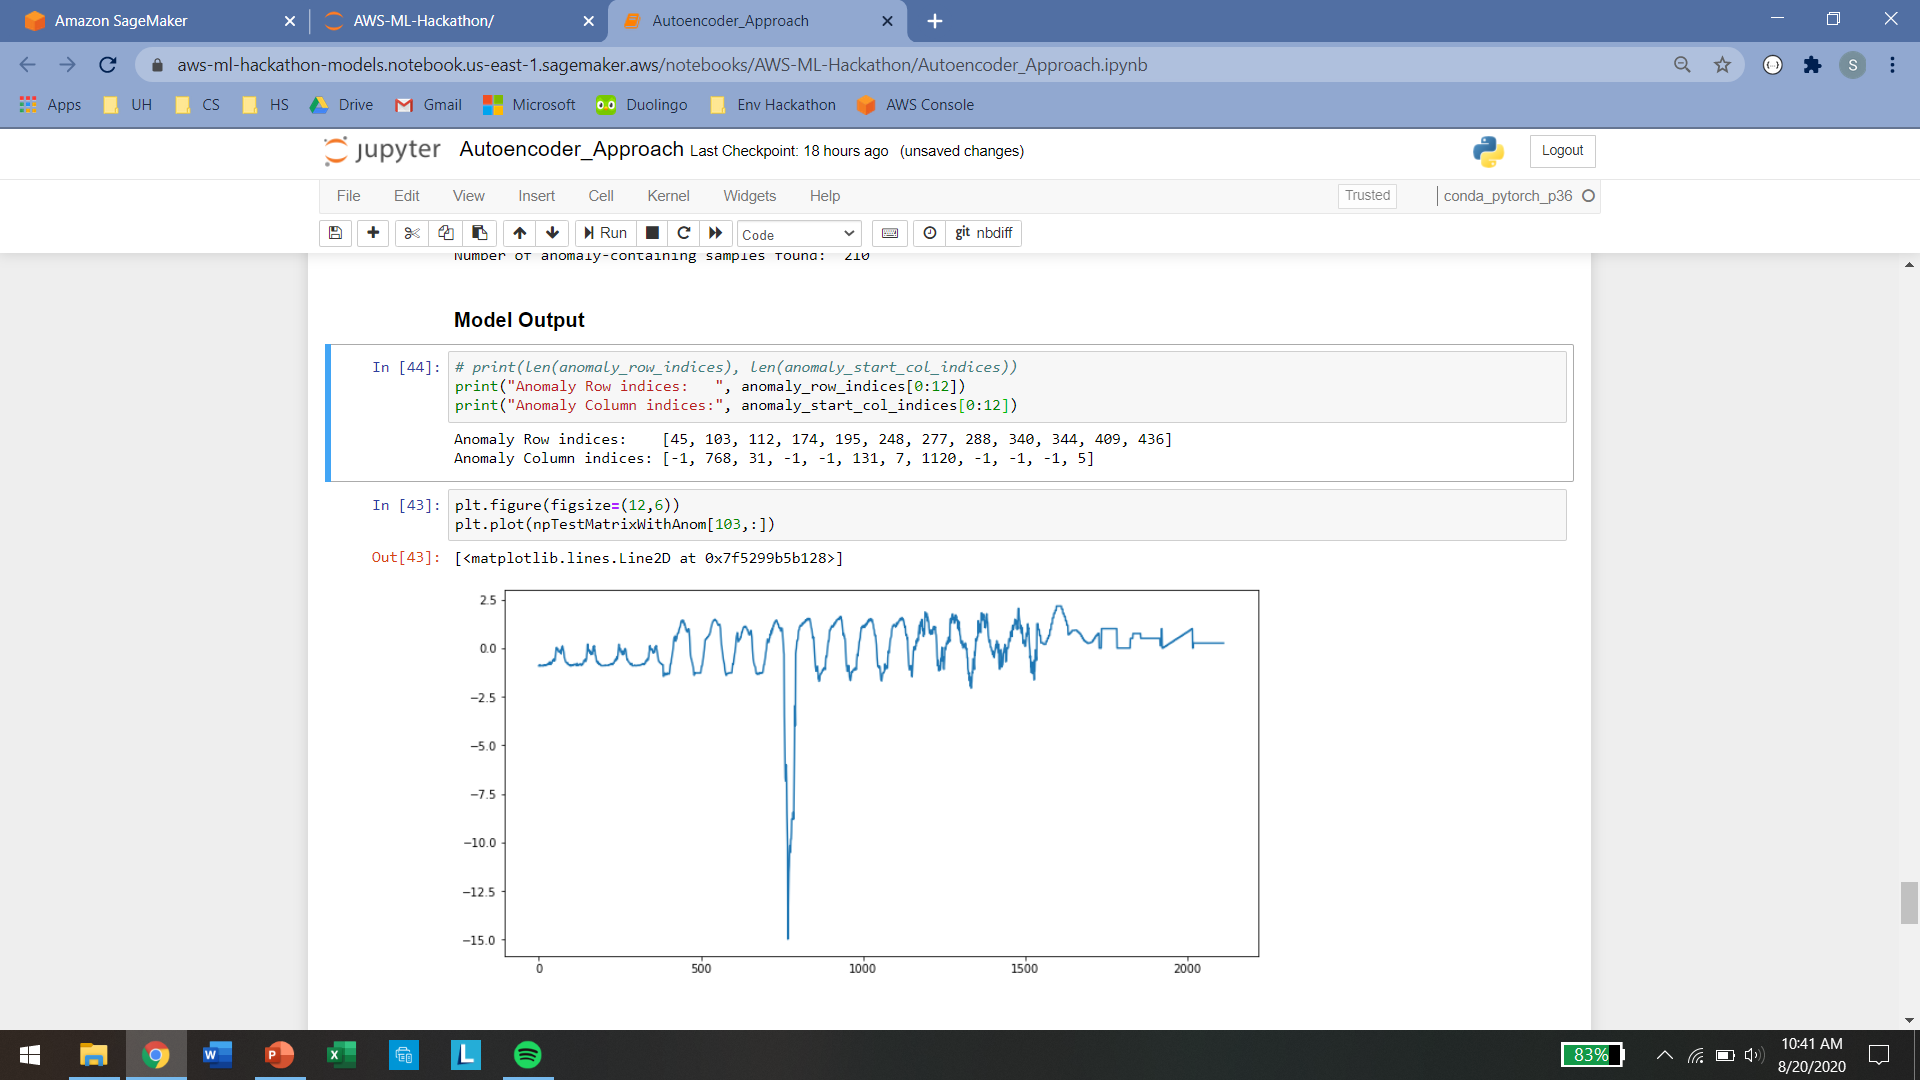 Amazon SageMaker
AWS-ML-Hackathon/
Autoencoder_Approach
aws-ml-hackathon-models.notebook.us-east-1.sagemaker.aws/notebooks/AWS-ML-Hackathon/Autoencoder_Approach.ipynb
S
Apps UH CS HS Drive Gmail Microsoft Duolingo Env Hackathon AWS Console
jupyter Autoencoder_Approach Last Checkpoint: 18 hours ago (unsaved changes)
Logout
File Edit View Insert Cell Kernel Widgets Help
Trusted
conda_pytorch_p36
Run Code git nbdiff
Number of anomaly-containing samples found: 210
Model Output
In [44]: # print(len(anomaly_row_indices), len(anomaly_start_col_indices))
print("Anomaly Row indices:   ", anomaly_row_indices[0:12])
print("Anomaly Column indices:", anomaly_start_col_indices[0:12])
Anomaly Row indices:    [45, 103, 112, 174, 195, 248, 277, 288, 340, 344, 409, 436]
Anomaly Column indices: [-1, 768, 31, -1, -1, 131, 7, 1120, -1, -1, -1, 5]
In [43]: plt.figure(figsize=(12,6))
plt.plot(npTestMatrixWithAnom[103,:])
Out[43]: [<matplotlib.lines.Line2D at 0x7f5299b5b128>]
2.5
0.0
−2.5
−5.0
−7.5
−10.0
−12.5
−15.0
0 500 1000 1500 2000
W P X L
83%
10:41 AM
8/20/2020